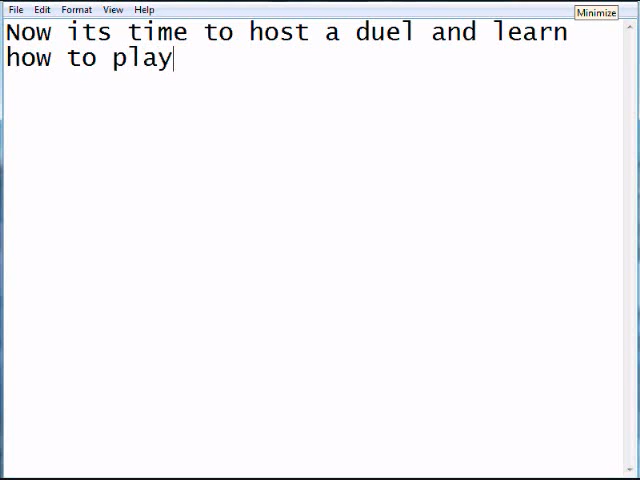 File Edit Format View Help
Minimize
Now its time to host a duel and learn
how to play